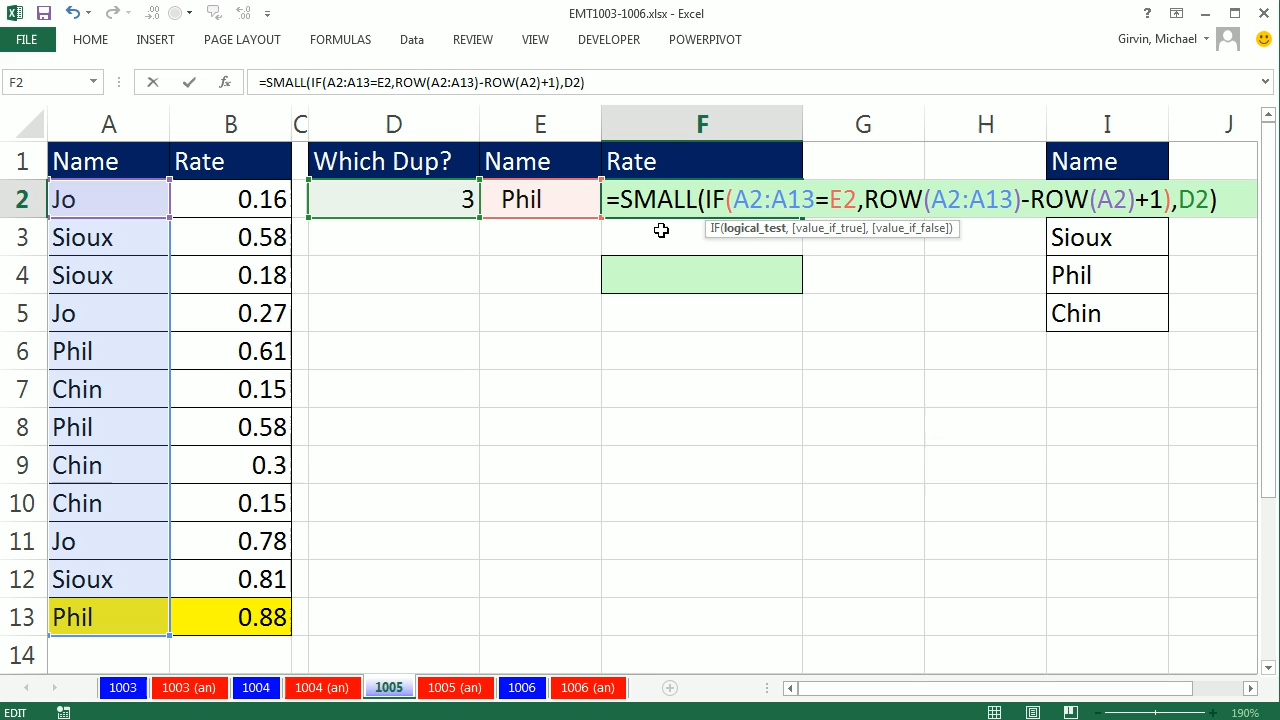 EMT1003-1006.xlsx - Excel
FILE HOME INSERT PAGE LAYOUT FORMULAS Data REVIEW VIEW DEVELOPER POWERPIVOT Girvin, Michael
F2 =SMALL(IF(A2:A13=E2,ROW(A2:A13)-ROW(A2)+1),D2)
A B C D E F G H I J
1 Name Rate Which Dup? Name Rate Name
2 Jo 0.16 3 Phil =SMALL(IF(A2:A13=E2,ROW(A2:A13)-ROW(A2)+1),D2)
IF(logical_test, [value_if_true], [value_if_false])
3 Sioux 0.58 Sioux
4 Sioux 0.18 Phil
5 Jo 0.27 Chin
6 Phil 0.61
7 Chin 0.15
8 Phil 0.58
9 Chin 0.3
10 Chin 0.15
11 Jo 0.78
12 Sioux 0.81
13 Phil 0.88
14
1003 1003 (an) 1004 1004 (an) 1005 1005 (an) 1006 1006 (an)
EDIT 190%